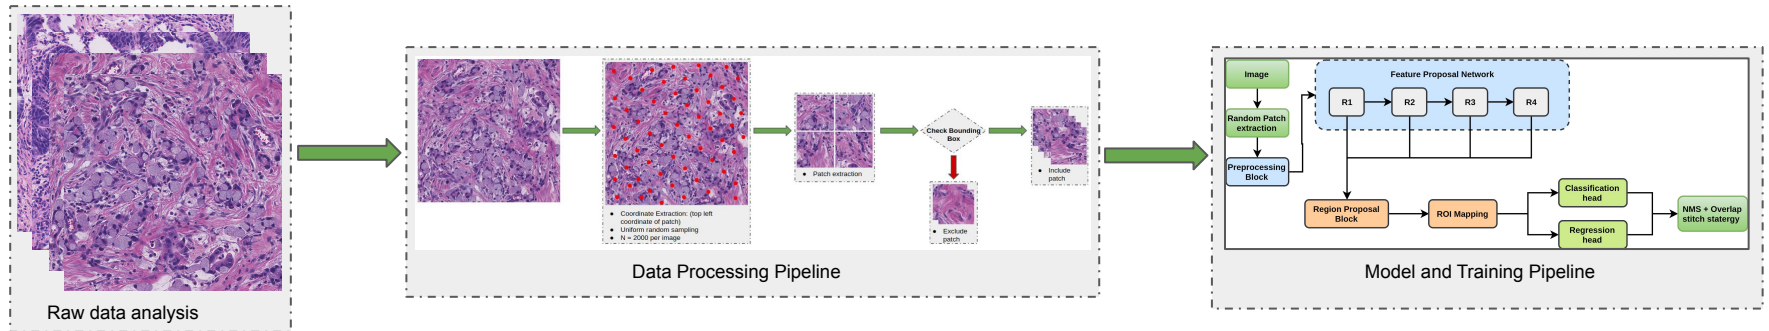 Raw data analysis
● Coordinate Extraction: (top left
coordinate of patch)
● Uniform random sampling
● N = 2000 per image
● Patch extraction
Check Bounding
Box
● Exclude
patch
● Include
patch
Data Processing Pipeline
Image
Random Patch
extraction
Preprocessing
Block
Feature Proposal Network
R1
R2
R3
R4
Region Proposal
Block
ROI Mapping
Classification
head
Regression
head
NMS + Overlap
stitch statergy
Model and Training Pipeline